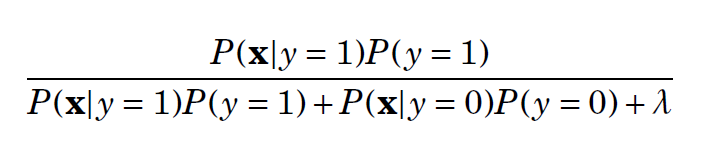 P(x|y = 1)P(y = 1)
P(x|y = 1)P(y = 1) + P(x|y = 0)P(y = 0) + λ